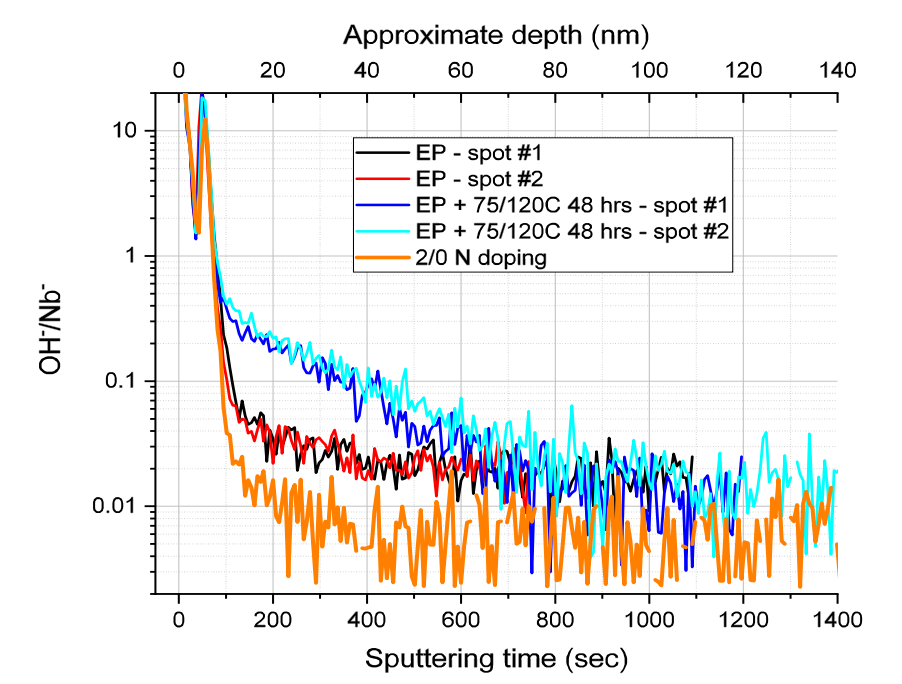 Approximate depth (nm)
0 20 40 60 80 100 120 140
10
EP - spot #1
EP - spot #2
EP + 75/120C 48 hrs - spot #1
EP + 75/120C 48 hrs - spot #2
2/0 N doping
1
OH⁻/Nb⁻
0.1
0.01
0 200 400 600 800 1000 1200 1400
Sputtering time (sec)